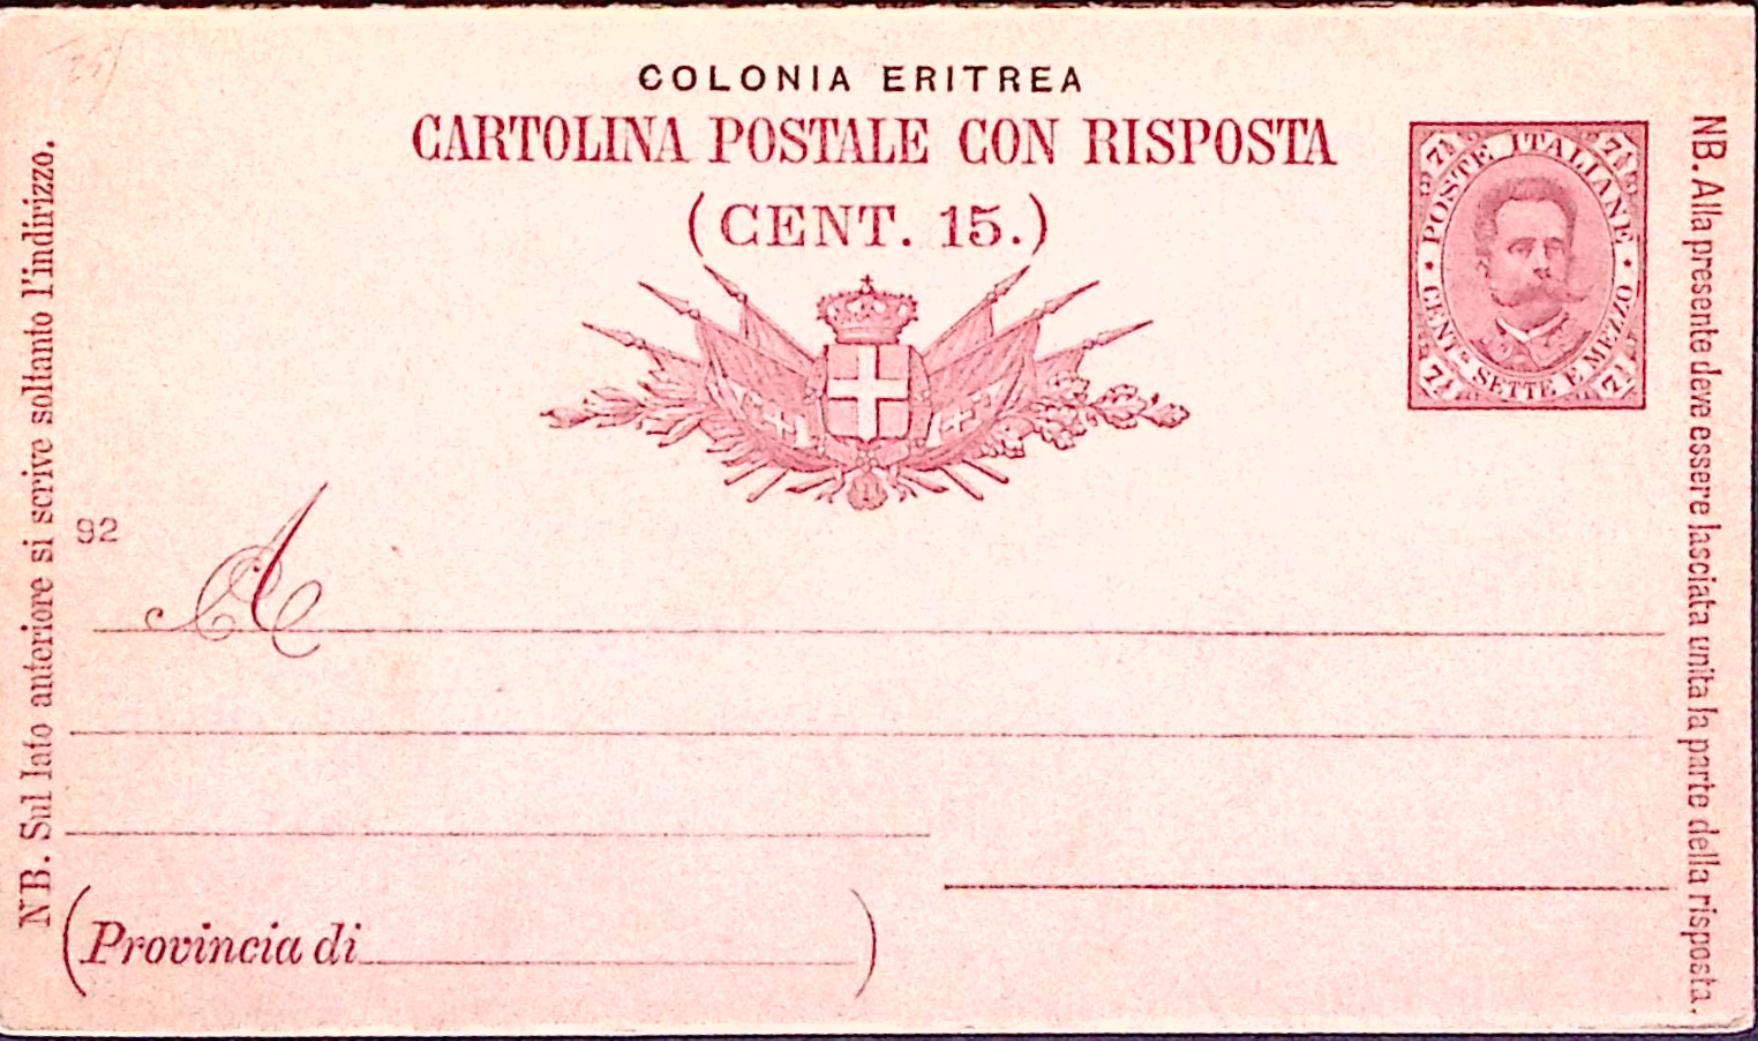 COLONIA ERITREA
CARTOLINA POSTALE CON RISPOSTA
(CENT. 15.)
7½ 7½
POSTE ITALIANE
CENT.mi SETTE E MEZZO
7½ 7½
NB. Sul lato anteriore si scrive soltanto l'indirizzo.
NB. Alla presente deve essere lasciata unita la parte della risposta.
92
A
(Provincia di )